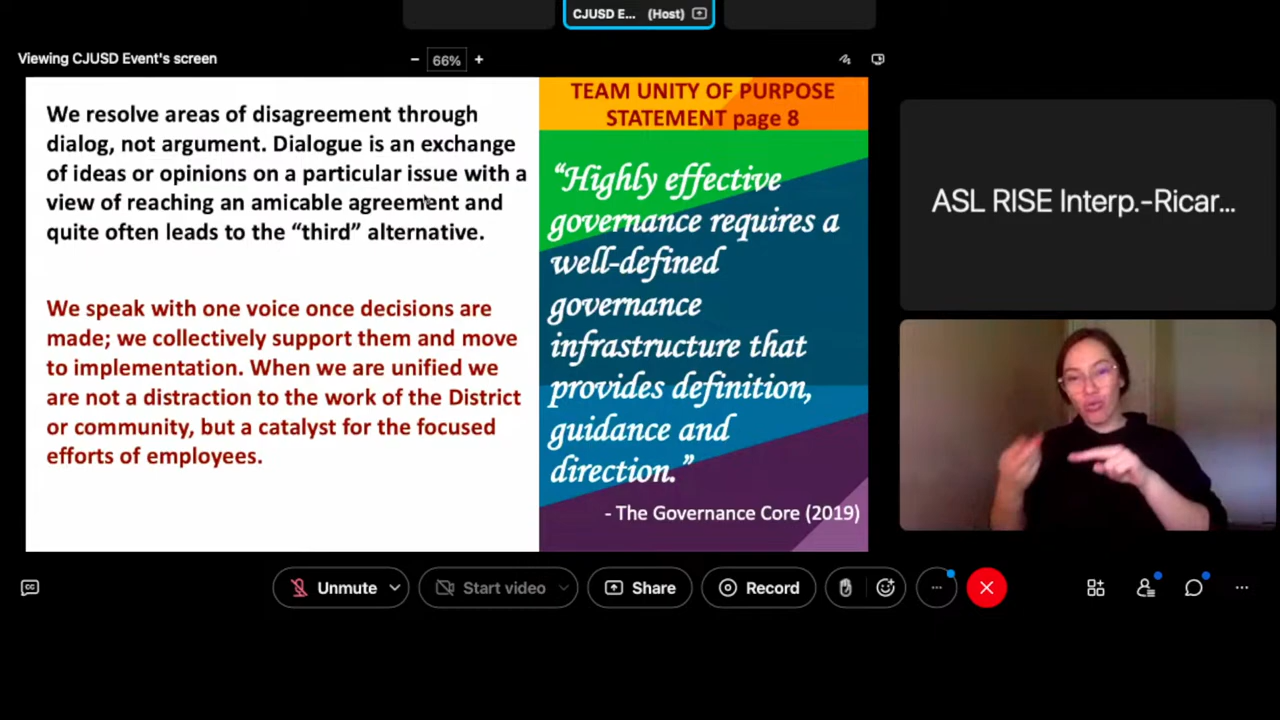 CJUSD E... (Host)
Viewing CJUSD Event's screen
66%
We resolve areas of disagreement through
dialog, not argument. Dialogue is an exchange
of ideas or opinions on a particular issue with a
view of reaching an amicable agreement and
quite often leads to the “third” alternative.
We speak with one voice once decisions are
made; we collectively support them and move
to implementation. When we are unified we
are not a distraction to the work of the District
or community, but a catalyst for the focused
efforts of employees.
TEAM UNITY OF PURPOSE
STATEMENT page 8
“Highly effective
governance requires a
well-defined
governance
infrastructure that
provides definition,
guidance and
direction.”
- The Governance Core (2019)
ASL RISE Interp.-Ricar...
CC
Unmute
Start video
Share
Record